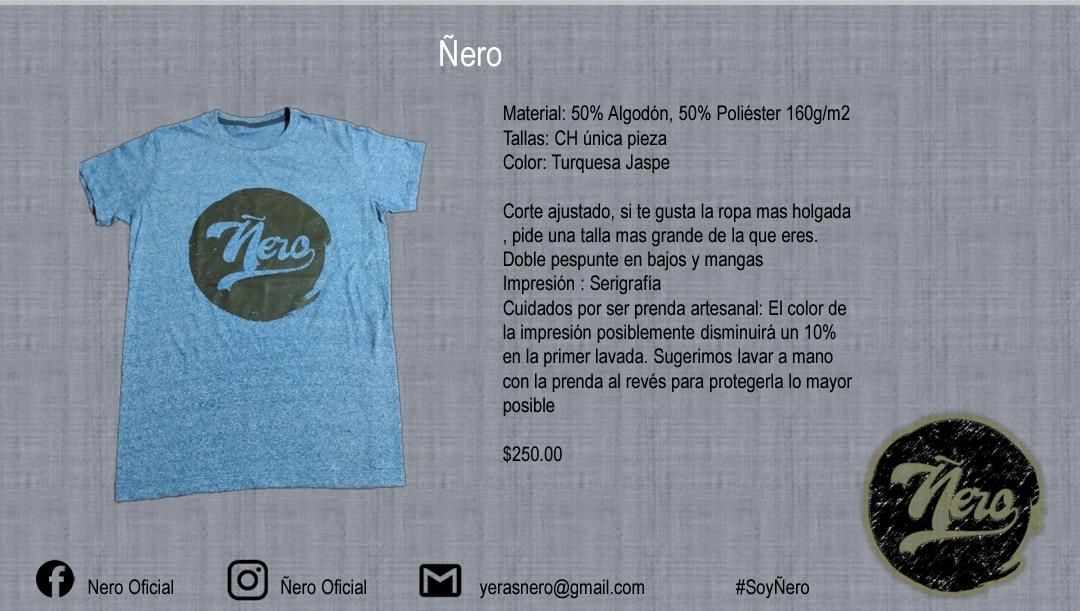 Ñero
Material: 50% Algodón, 50% Poliéster 160g/m2
Tallas: CH única pieza
Color: Turquesa Jaspe
Corte ajustado, si te gusta la ropa mas holgada
, pide una talla mas grande de la que eres.
Doble pespunte en bajos y mangas
Impresión : Serigrafía
Cuidados por ser prenda artesanal: El color de
la impresión posiblemente disminuirá un 10%
en la primer lavada. Sugerimos lavar a mano
con la prenda al revés para protegerla lo mayor
posible
$250.00
Ñero
Ñero
Nero Oficial
Ñero Oficial
yerasnero@gmail.com
#SoyÑero